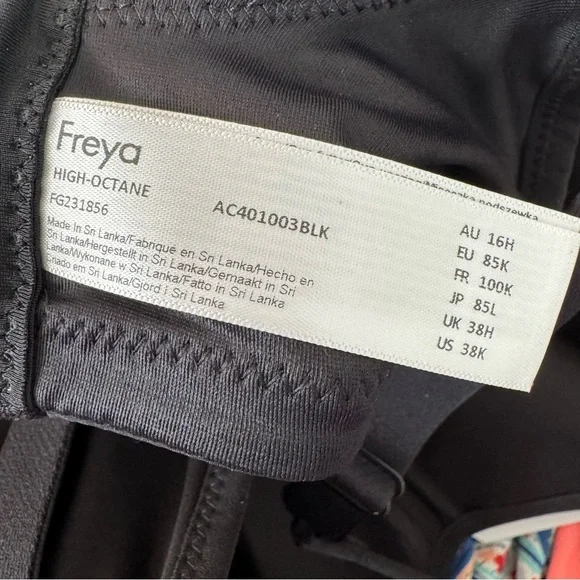 Freya
HIGH-OCTANE
FG231856
AC401003BLK
Made in Sri Lanka/Fabriqué en Sri Lanka/Hecho en
Sri Lanka/Hergestellt in Sri Lanka/Gemaakt in Sri
Lanka/Wykonane w Sri Lanka/Fatto in Sri Lanka/
Criado em Sri Lanka/Gjord i Sri Lanka
AU 16H
EU 85K
FR 100K
JP 85L
UK 38H
US 38K
podszewka